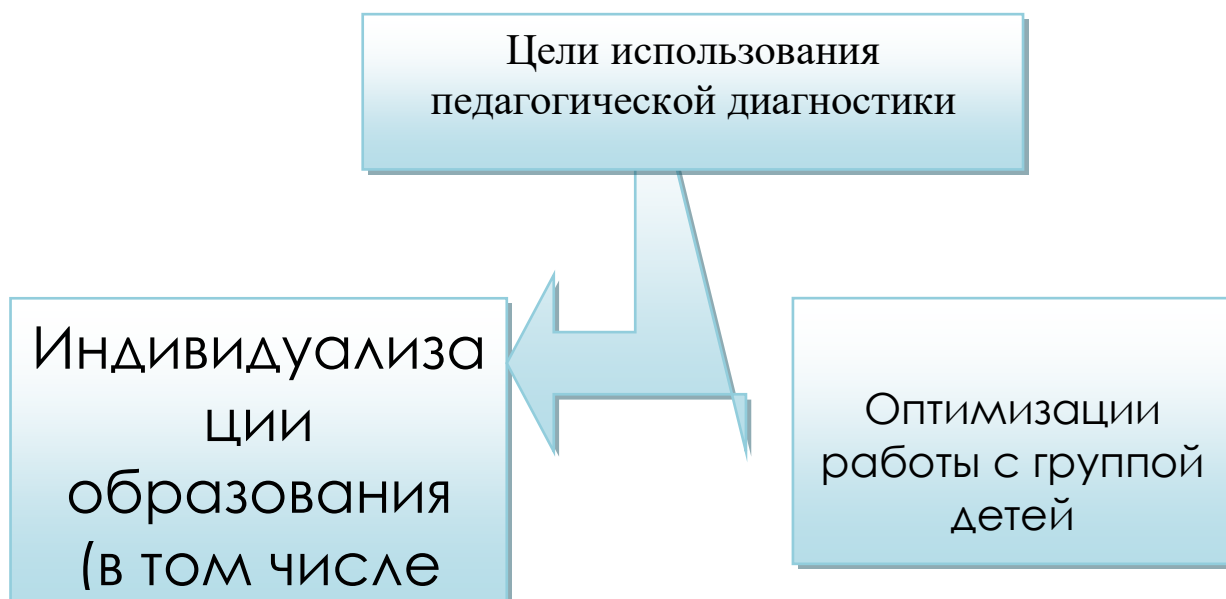 Цели использования
педагогической диагностики
Индивидуализа
ции
образования
(в том числе
Оптимизации
работы с группой
детей